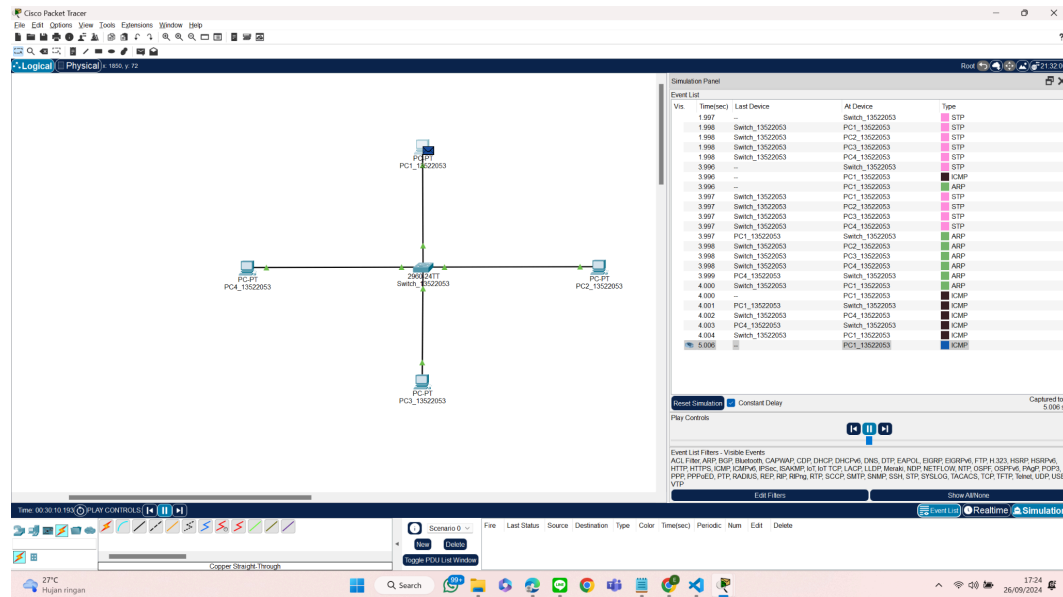 Cisco Packet Tracer
File Edit Options View Tools Extensions Window Help
Logical Physical x: 1850, y: 72
Root 21:32:0
PC-PT
PC1_13522053
PC-PT
PC4_13522053
2960-24TT
Switch_13522053
PC-PT
PC2_13522053
PC-PT
PC3_13522053
Simulation Panel
Event List
Vis. Time(sec) Last Device At Device Type
1.997 -- Switch_13522053 STP
1.998 Switch_13522053 PC1_13522053 STP
1.998 Switch_13522053 PC2_13522053 STP
1.998 Switch_13522053 PC3_13522053 STP
1.998 Switch_13522053 PC4_13522053 STP
3.996 -- Switch_13522053 STP
3.996 -- PC1_13522053 ICMP
3.996 -- PC1_13522053 ARP
3.997 Switch_13522053 PC1_13522053 STP
3.997 Switch_13522053 PC2_13522053 STP
3.997 Switch_13522053 PC3_13522053 STP
3.997 Switch_13522053 PC4_13522053 STP
3.997 PC1_13522053 Switch_13522053 ARP
3.998 Switch_13522053 PC2_13522053 ARP
3.998 Switch_13522053 PC3_13522053 ARP
3.998 Switch_13522053 PC4_13522053 ARP
3.999 PC4_13522053 Switch_13522053 ARP
4.000 Switch_13522053 PC1_13522053 ARP
4.000 -- PC1_13522053 ICMP
4.001 PC1_13522053 Switch_13522053 ICMP
4.002 Switch_13522053 PC4_13522053 ICMP
4.003 PC4_13522053 Switch_13522053 ICMP
4.004 Switch_13522053 PC1_13522053 ICMP
5.006 -- PC1_13522053 ICMP
Reset Simulation Constant Delay Captured to
5.006 s
Play Controls
Event List Filters - Visible Events
ACL Filter, ARP, BGP, Bluetooth, CAPWAP, CDP, DHCP, DHCPv6, DNS, DTP, EAPOL, EIGRP, EIGRPv6, FTP, H.323, HSRP, HSRPv6,
HTTP, HTTPS, ICMP, ICMPv6, IPSec, ISAKMP, IoT, IoT TCP, LACP, LLDP, Meraki, NDP, NETFLOW, NTP, OSPF, OSPFv6, PAgP, POP3,
PPP, PPPoED, PTP, RADIUS, REP, RIP, RIPng, RTP, SCCP, SMTP, SNMP, SSH, STP, SYSLOG, TACACS, TCP, TFTP, Telnet, UDP, USB
VTP
Edit Filters Show All/None
Time: 00:30:10.193 PLAY CONTROLS: Event List Realtime Simulation
Scenario 0 Fire Last Status Source Destination Type Color Time(sec) Periodic Num Edit Delete
New Delete
Toggle PDU List Window
Copper Straight-Through
27°C
Hujan ringan
Search 99+
17:24
26/09/2024